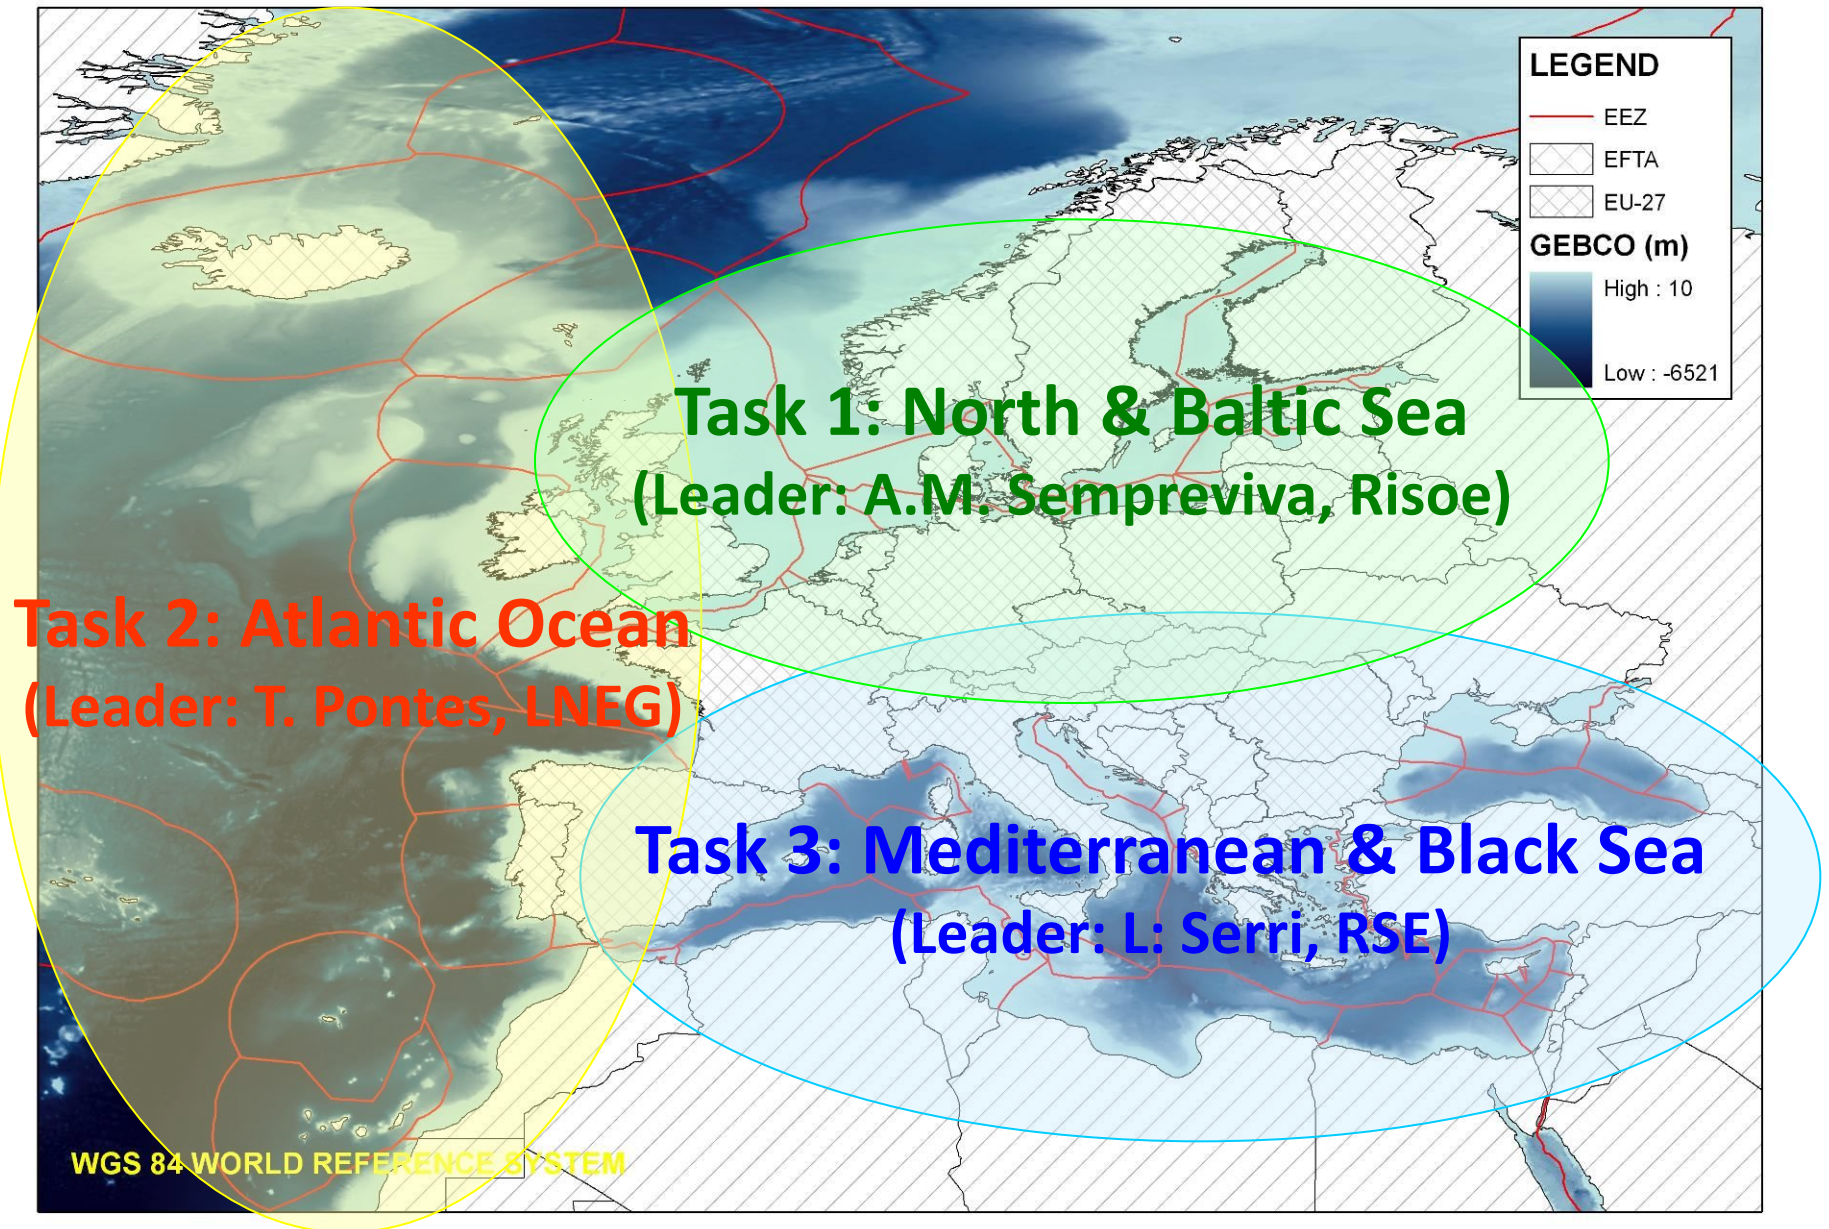 LEGEND
EEZ
EFTA
EU-27
GEBCO (m)
High : 10
Low : -6521
Task 1: North & Baltic Sea
(Leader: A.M. Sempreviva, Risoe)
Task 2: Atlantic Ocean
(Leader: T. Pontes, LNEG)
Task 3: Mediterranean & Black Sea
(Leader: L: Serri, RSE)
WGS 84 WORLD REFERENCE SYSTEM